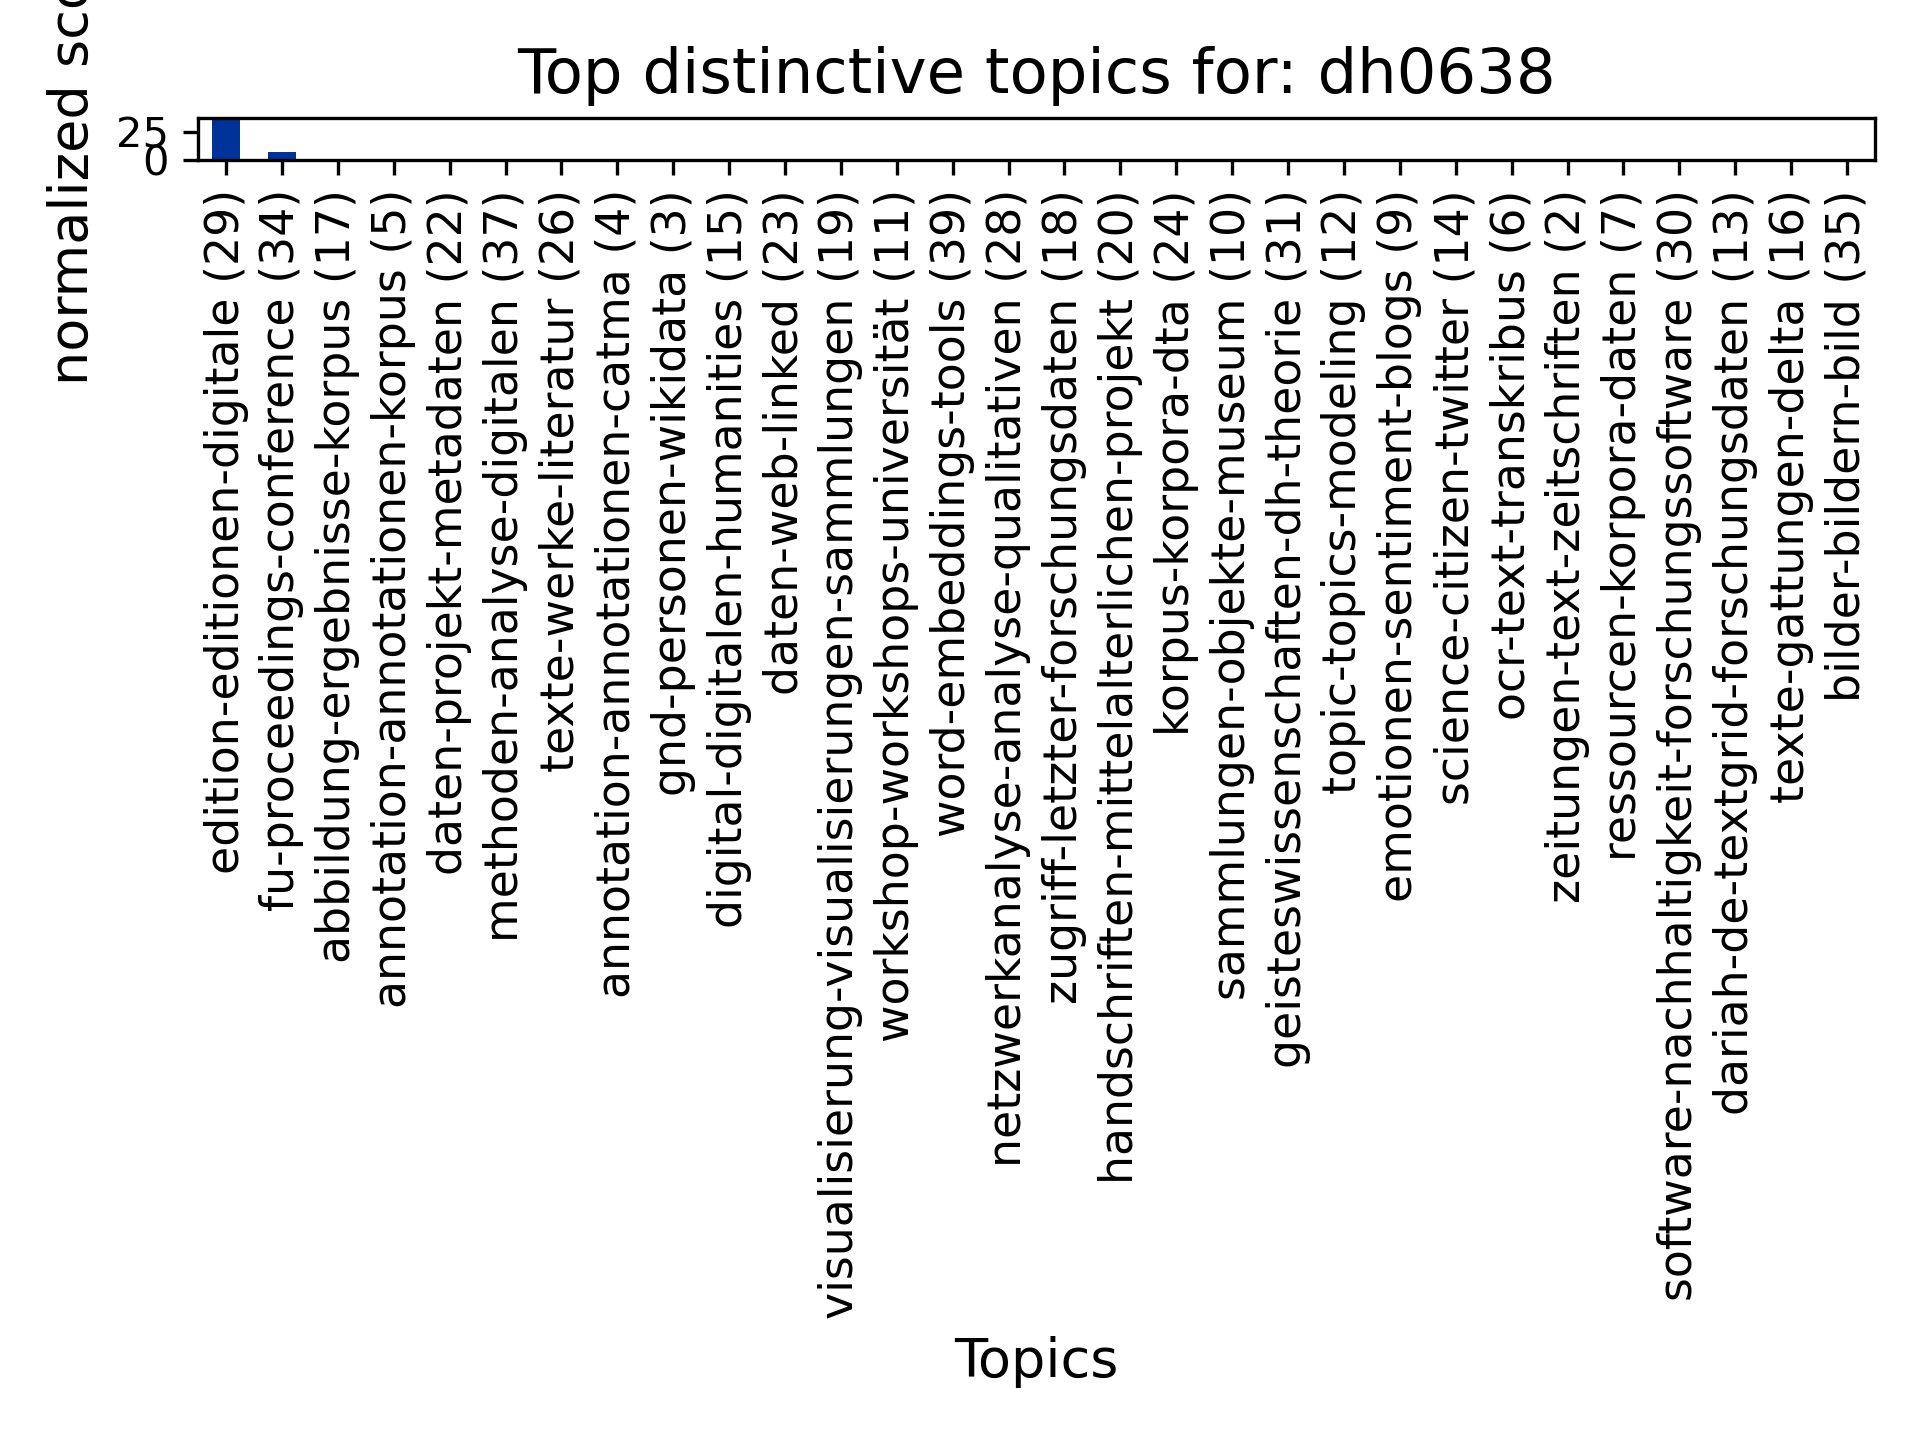 Top distinctive topics for: dh0638
normalized
25
0
edition-editionen-digitale (29)
fu-proceedings-conference (34)
abbildung-ergebnisse-korpus (17)
annotation-annotationen-korpus (5)
daten-projekt-metadaten (22)
methoden-analyse-digitalen (37)
texte-werke-literatur (26)
annotation-annotationen-catma (4)
gnd-personen-wikidata (3)
digital-digitalen-humanities (15)
daten-web-linked (23)
visualisierung-visualisierungen-sammlungen (19)
workshop-workshops-universität (11)
word-embeddings-tools (39)
netzwerkanalyse-analyse-qualitativen (28)
zugriff-letzter-forschungsdaten (18)
handschriften-mittelalterlichen-projekt (20)
korpus-korpora-dta (24)
sammlungen-objekte-museum (10)
geisteswissenschaften-dh-theorie (31)
topic-topics-modeling (12)
emotionen-sentiment-blogs (9)
science-citizen-twitter (14)
ocr-text-transkribus (6)
zeitungen-text-zeitschriften (2)
ressourcen-korpora-daten (7)
software-nachhaltigkeit-forschungssoftware (30)
dariah-de-textgrid-forschungsdaten (13)
texte-gattungen-delta (16)
bilder-bildern-bild (35)
Topics